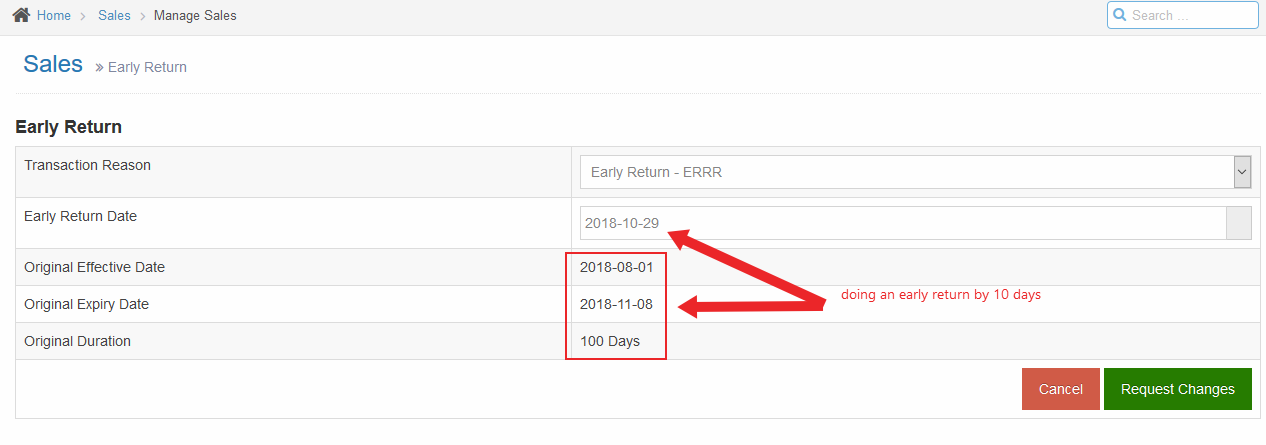 Home > Sales > Manage Sales
Search ...
Sales » Early Return
Early Return
Transaction Reason
Early Return - ERRR
Early Return Date
2018-10-29
Original Effective Date
2018-08-01
Original Expiry Date
2018-11-08
doing an early return by 10 days
Original Duration
100 Days
Cancel
Request Changes